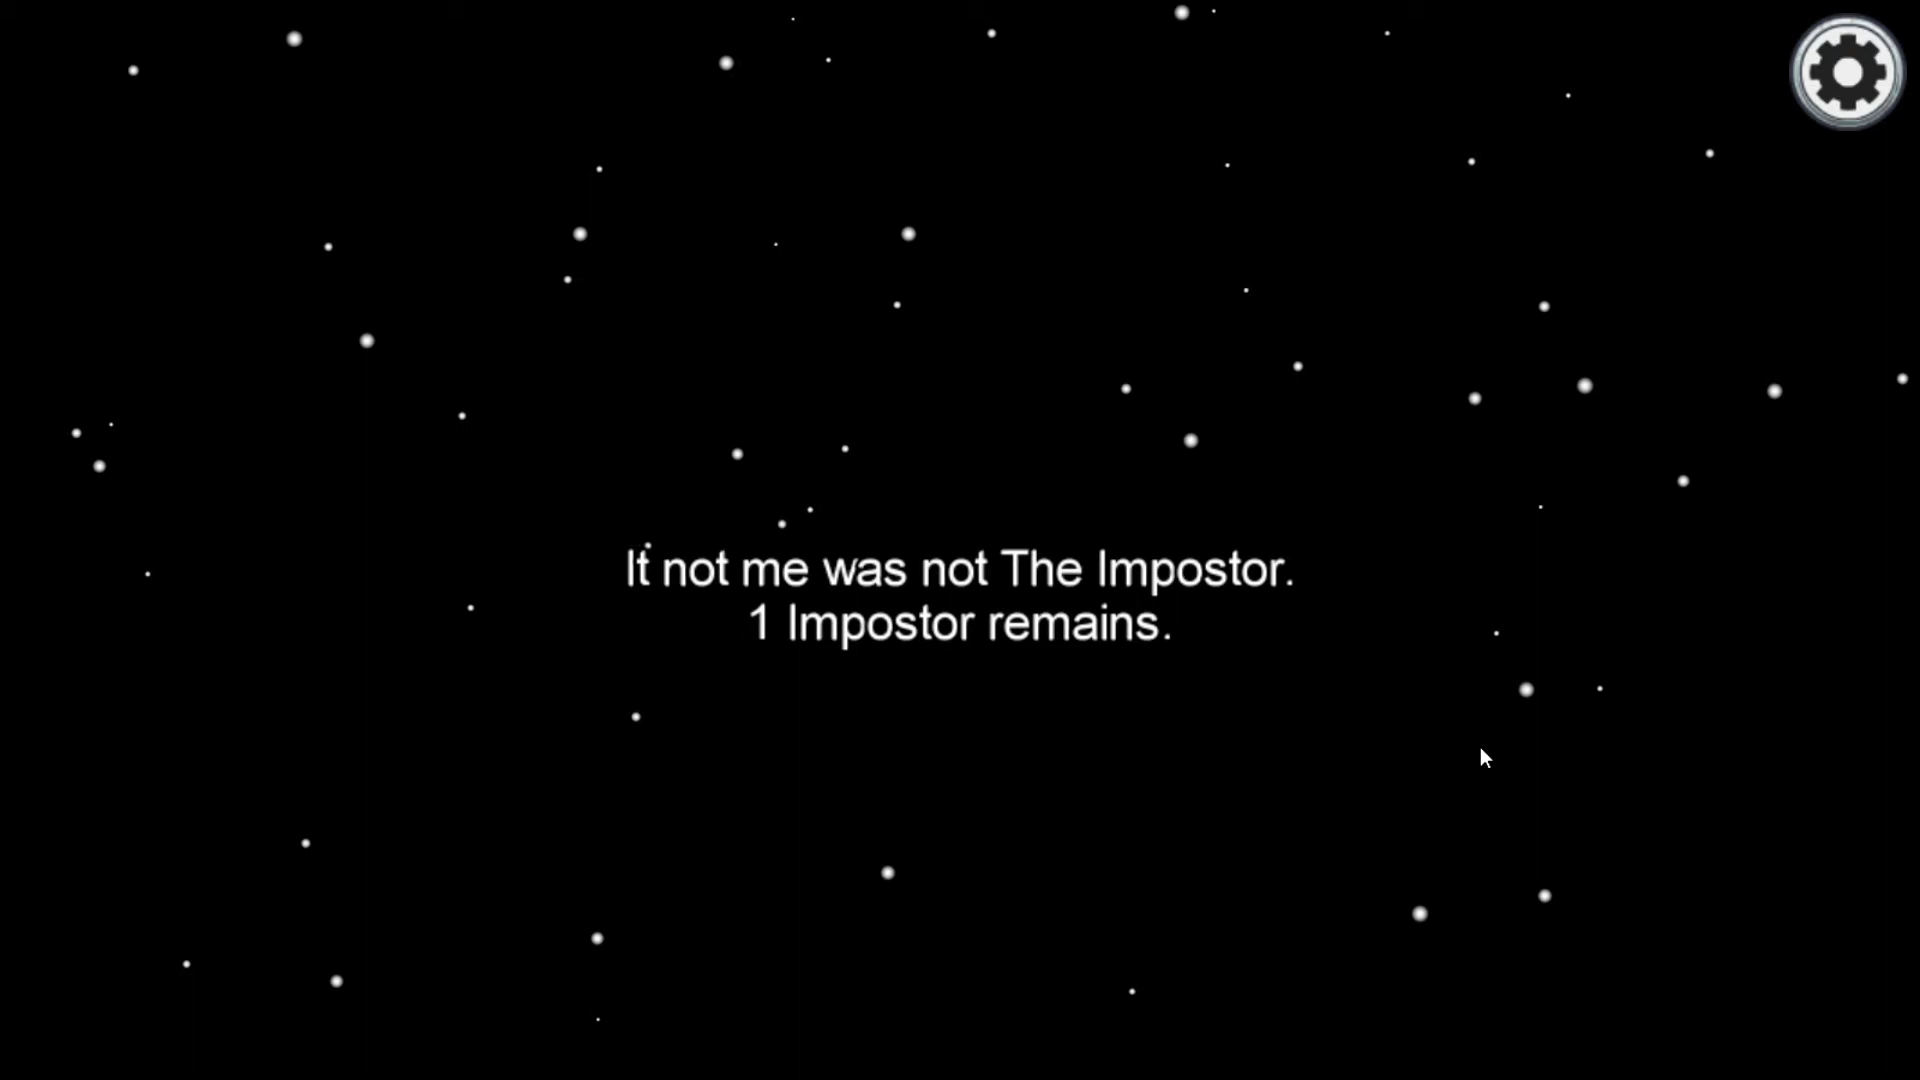 It not me was not The Impostor.
1 Impostor remains.